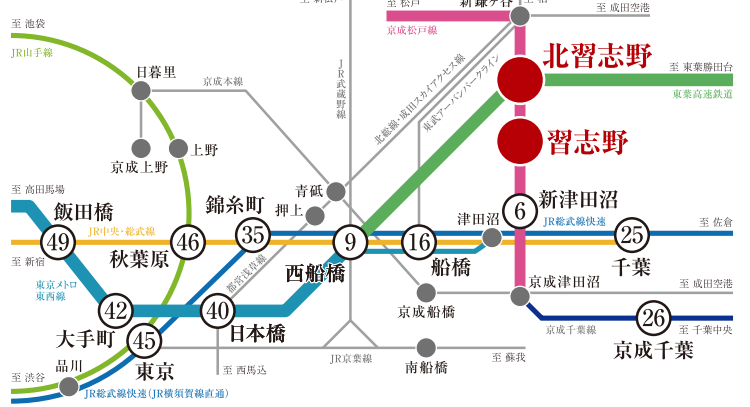 至 松戸
新鎌ヶ谷
至 成田空港
京成松戸線
至 池袋
JR山手線
北習志野
至 東葉勝田台
東葉高速鉄道
日暮里
京成本線
JR武蔵野線
北総線・成田スカイアクセス線
東武アーバンパークライン
習志野
上野
京成上野
青砥
押上
至 高田馬場
飯田橋
49
JR中央・総武線
至 新宿
秋葉原
46
錦糸町
35
9
西船橋
16
船橋
津田沼
6
新津田沼
JR総武線快速
至 佐倉
25
千葉
東京メトロ
東西線
都営浅草線
42
大手町
40
日本橋
45
東京
京成船橋
京成津田沼
至 成田空港
京成千葉線
26
至 千葉中央
京成千葉
品川
至 渋谷
JR総武線快速(JR横須賀線直通)
至 西馬込
JR京葉線
南船橋
至 蘇我